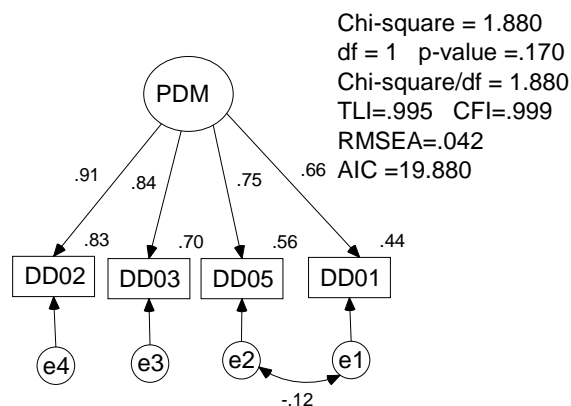 Chi-square = 1.880
df = 1 p-value =.170
Chi-square/df = 1.880
TLI=.995 CFI=.999
RMSEA=.042
AIC =19.880
PDM
.91 .84 .75 .66
.83 .70 .56 .44
DD02 DD03 DD05 DD01
e4 e3 e2 e1
-.12